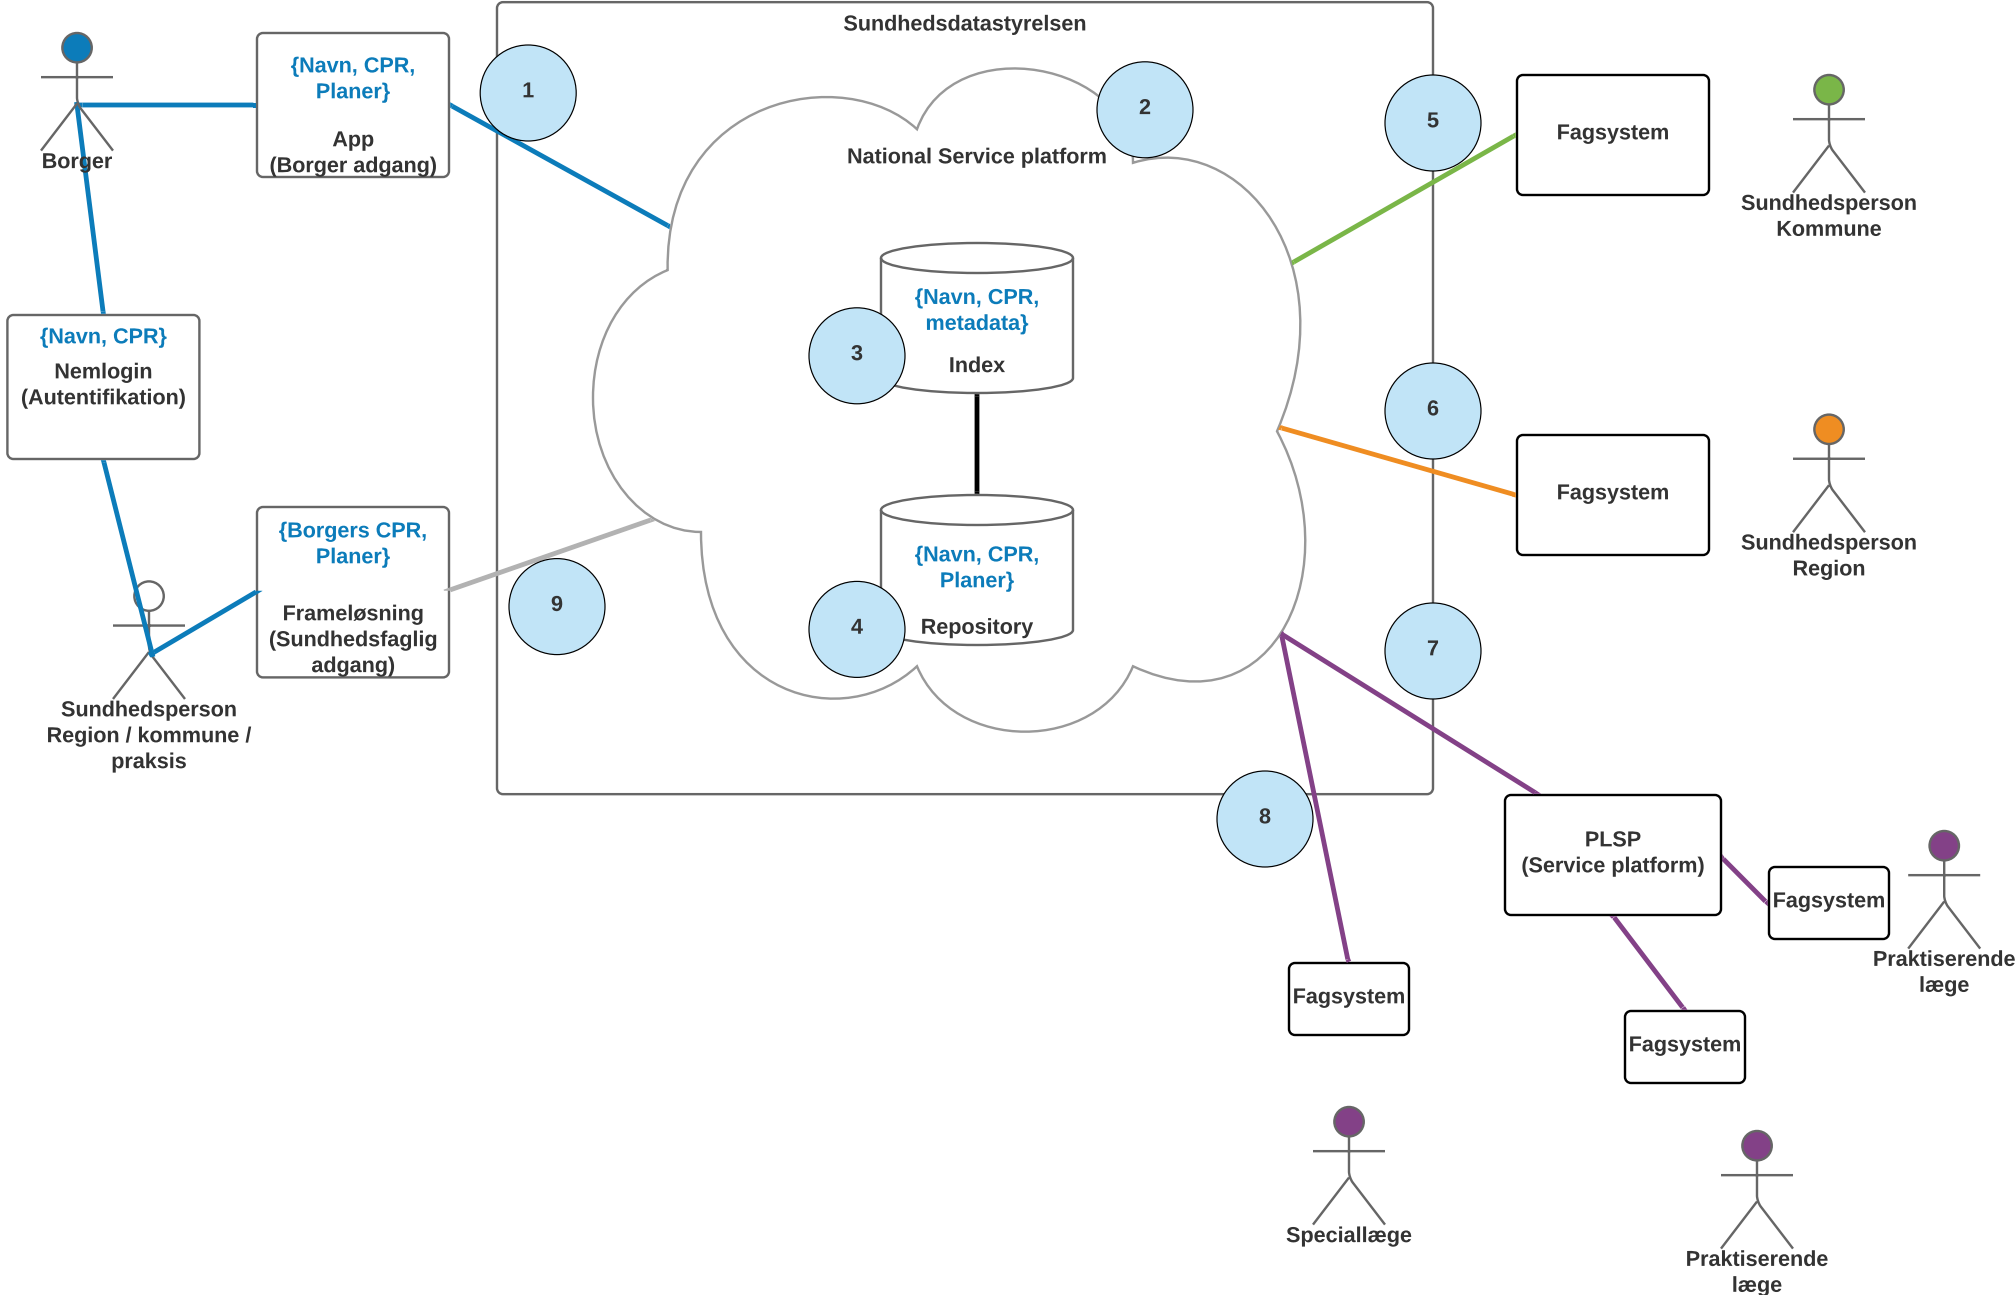 Sundhedsdatastyrelsen
{Navn, CPR,
Planer}
App
(Borger adgang)
Borger
1
2
National Service platform
5
Fagsystem
Sundhedsperson
Kommune
{Navn, CPR}
Nemlogin
(Autentifikation)
{Navn, CPR,
metadata}
Index
3
6
Fagsystem
Sundhedsperson
Region
{Borgers CPR,
Planer}
Frameløsning
(Sundhedsfaglig
adgang)
9
{Navn, CPR,
Planer}
Repository
4
7
Sundhedsperson
Region / kommune /
praksis
8
PLSP
(Service platform)
Fagsystem
Praktiserende
læge
Fagsystem
Fagsystem
Speciallæge
Praktiserende
læge